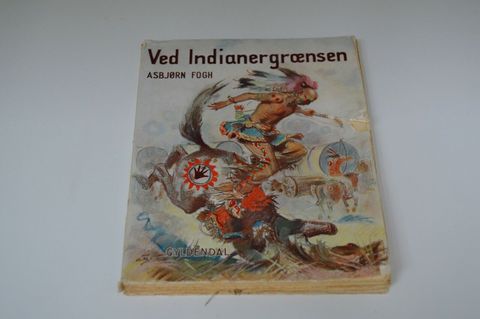 Ved Indianergrænsen
ASBJØRN FOGH
GYLDENDAL